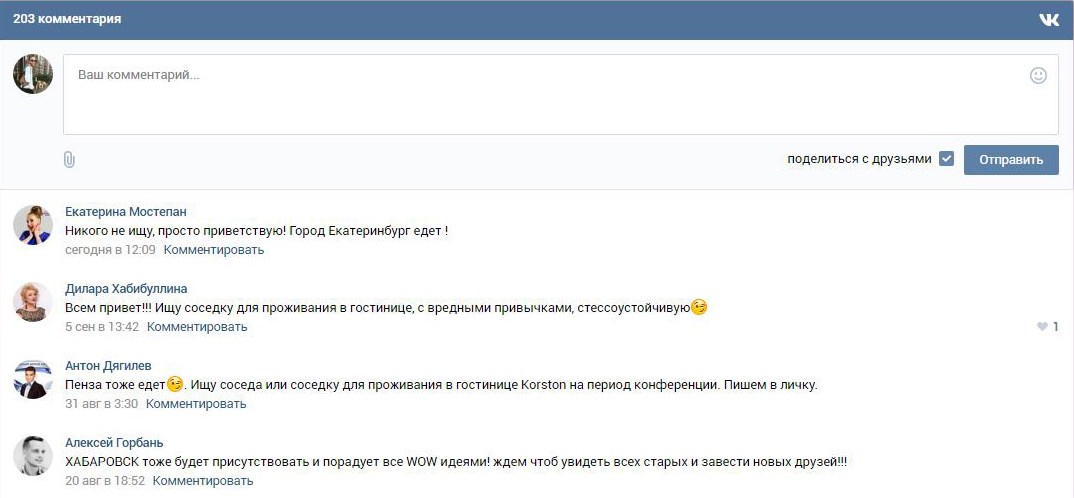 203 комментария
Ваш комментарий...
поделиться с друзьями Отправить
Екатерина Мостепан
Никого не ищу, просто приветствую! Город Екатеринбург едет !
сегодня в 12:09 Комментировать
Дилара Хабибуллина
Всем привет!!! Ищу соседку для проживания в гостинице, с вредными привычками, стессоустойчивую😉
5 сен в 13:42 Комментировать 1
Антон Дягилев
Пенза тоже едет😉. Ищу соседа или соседку для проживания в гостинице Korston на период конференции. Пишем в личку.
31 авг в 3:30 Комментировать
Алексей Горбань
ХАБАРОВСК тоже будет присутствовать и порадует все WOW идеями! ждем чтоб увидеть всех старых и завести новых друзей!!!
20 авг в 18:52 Комментировать